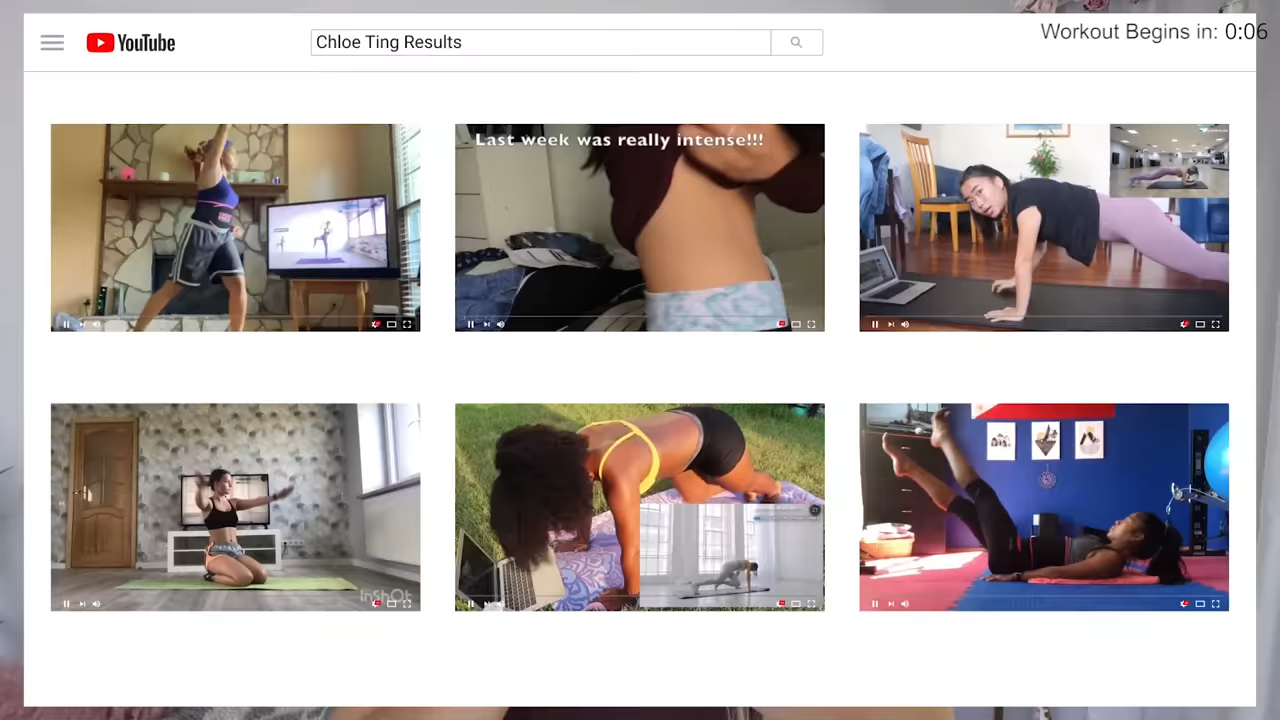 YouTube
Chloe Ting Results
Workout Begins in: 0:06
Last week was really intense!!!
InShOt